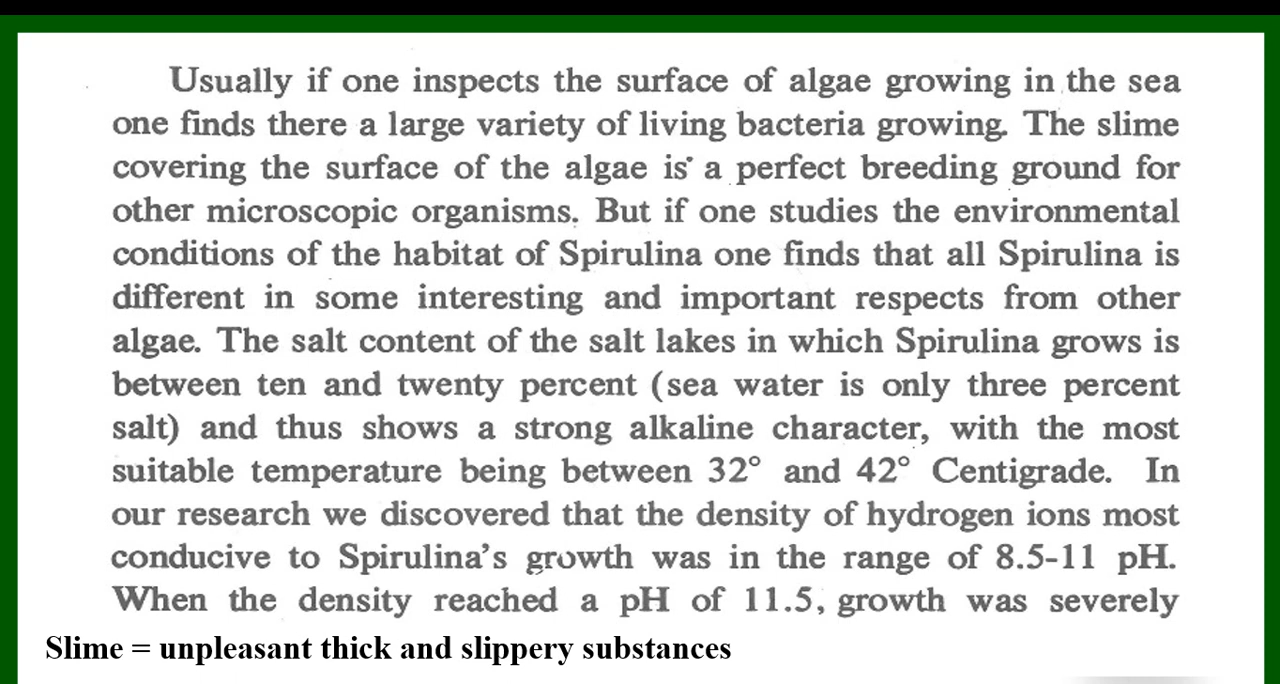 Usually if one inspects the surface of algae growing in the sea
one finds there a large variety of living bacteria growing. The slime
covering the surface of the algae is a perfect breeding ground for
other microscopic organisms. But if one studies the environmental
conditions of the habitat of Spirulina one finds that all Spirulina is
different in some interesting and important respects from other
algae. The salt content of the salt lakes in which Spirulina grows is
between ten and twenty percent (sea water is only three percent
salt) and thus shows a strong alkaline character, with the most
suitable temperature being between 32° and 42° Centigrade. In
our research we discovered that the density of hydrogen ions most
conducive to Spirulina's growth was in the range of 8.5-11 pH.
When the density reached a pH of 11.5, growth was severely
Slime = unpleasant thick and slippery substances